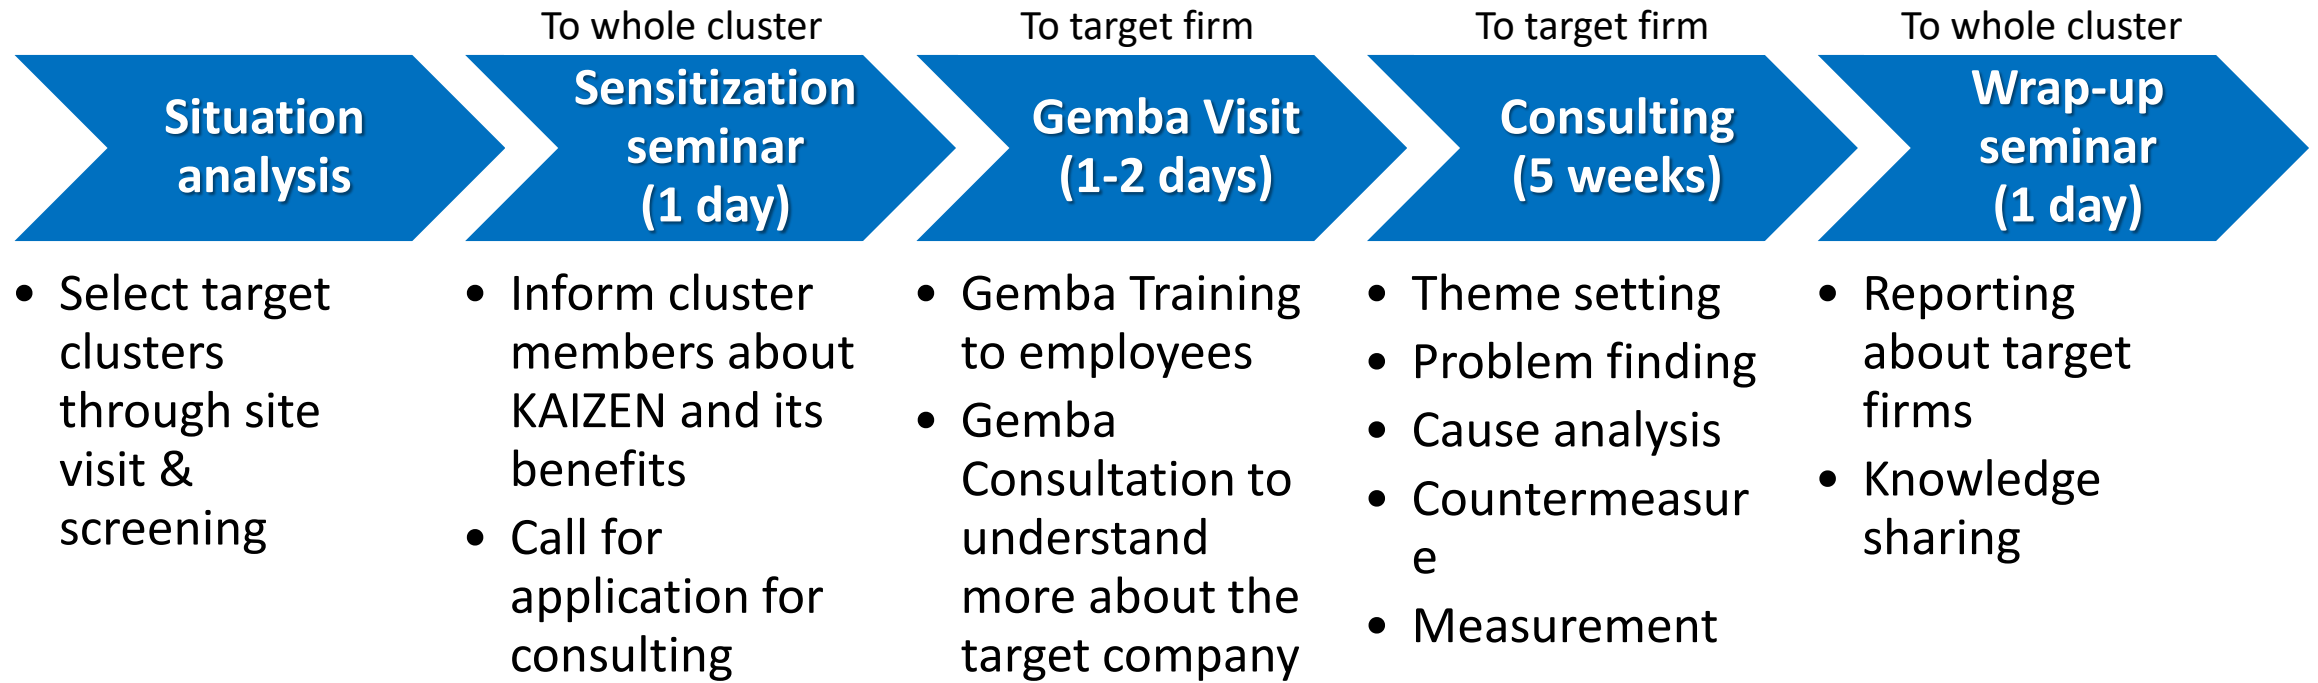 To whole cluster
To target firm
To target firm
To whole cluster
Situation
analysis
Sensitization
seminar
(1 day)
Gemba Visit
(1-2 days)
Consulting
(5 weeks)
Wrap-up
seminar
(1 day)
• Select target
clusters
through site
visit &
screening
• Inform cluster
members about
KAIZEN and its
benefits
• Call for
application for
consulting
• Gemba Training
to employees
• Gemba
Consultation to
understand
more about the
target company
• Theme setting
• Problem finding
• Cause analysis
• Countermeasur
e
• Measurement
• Reporting
about target
firms
• Knowledge
sharing